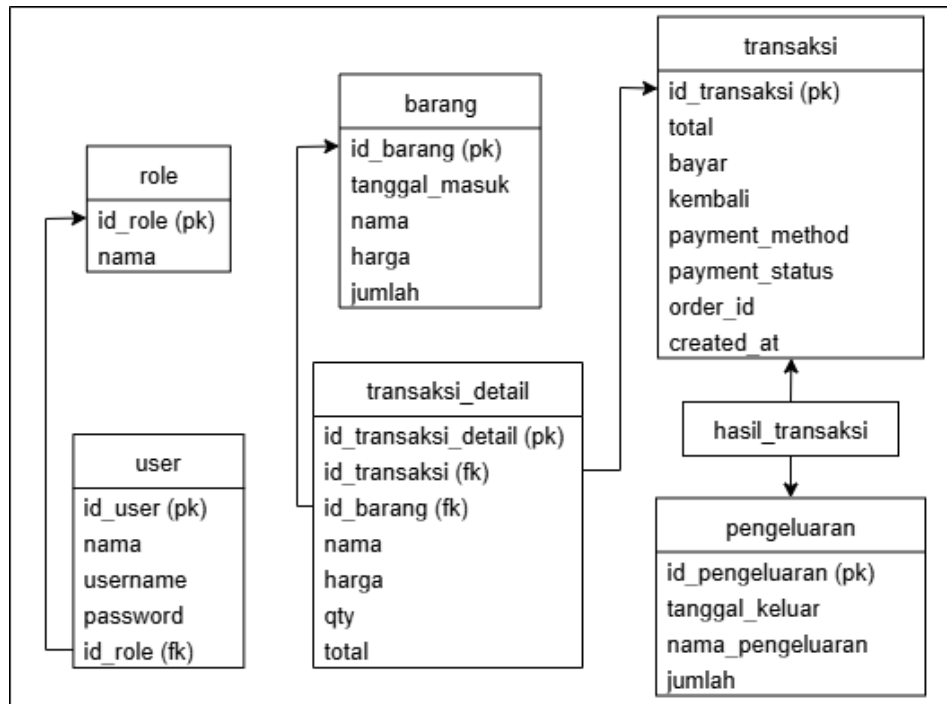 role
id_role (pk)
nama
user
id_user (pk)
nama
username
password
id_role (fk)
barang
id_barang (pk)
tanggal_masuk
nama
harga
jumlah
transaksi_detail
id_transaksi_detail (pk)
id_transaksi (fk)
id_barang (fk)
nama
harga
qty
total
transaksi
id_transaksi (pk)
total
bayar
kembali
payment_method
payment_status
order_id
created_at
hasil_transaksi
pengeluaran
id_pengeluaran (pk)
tanggal_keluar
nama_pengeluaran
jumlah